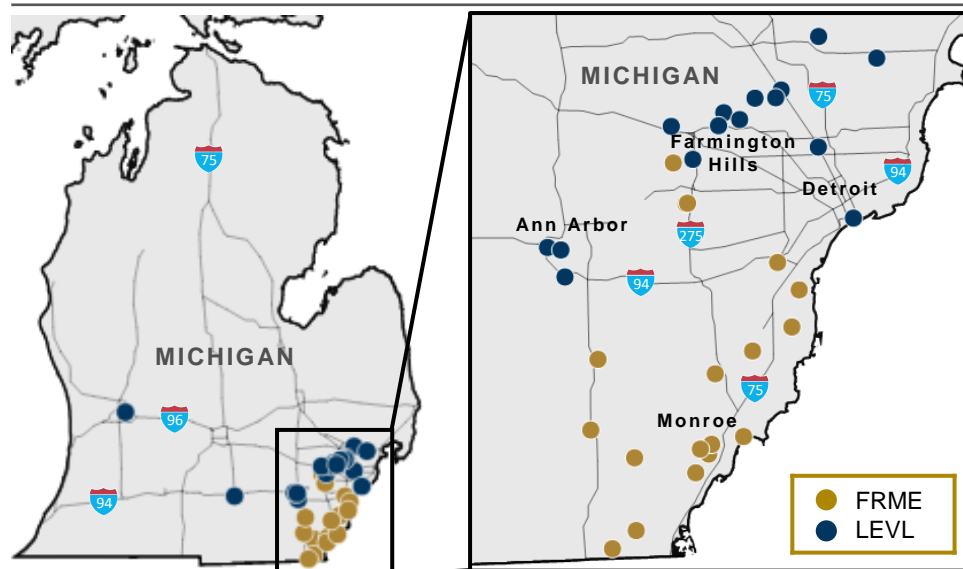 75
MICHIGAN
96
94
MICHIGAN
75
Farmington
Hills
94
Detroit
Ann Arbor
275
94
75
Monroe
FRME
LEVL